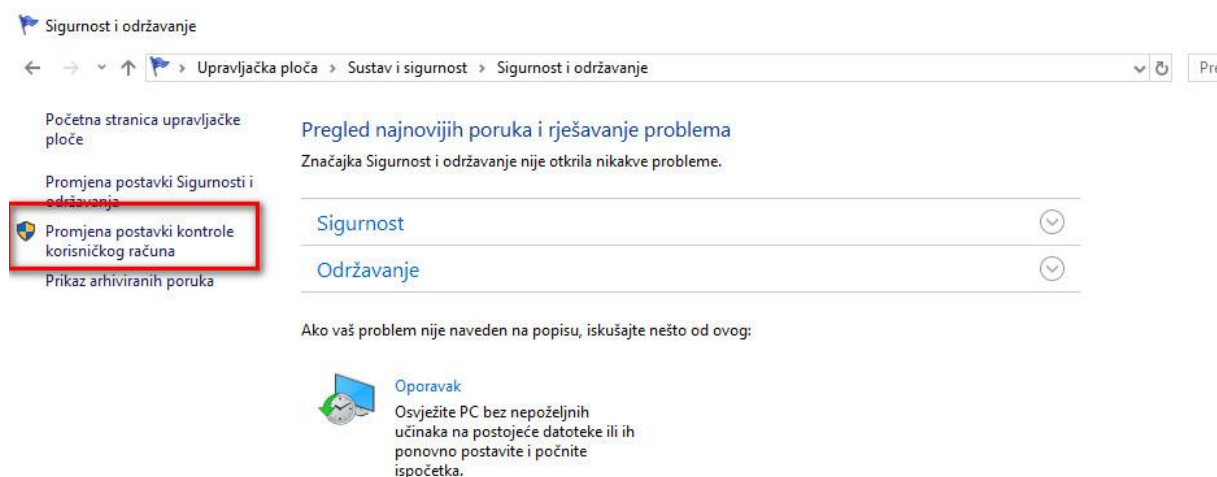 Sigurnost i održavanje
Upravljačka ploča › Sustav i sigurnost › Sigurnost i održavanje
Početna stranica upravljačke
ploče
Promjena postavki Sigurnosti i
održavanja
Promjena postavki kontrole
korisničkog računa
Prikaz arhiviranih poruka
Pregled najnovijih poruka i rješavanje problema
Značajka Sigurnost i održavanje nije otkrila nikakve probleme.
Sigurnost
Održavanje
Ako vaš problem nije naveden na popisu, iskušajte nešto od ovog:
Oporavak
Osvježite PC bez nepoželjnih
učinaka na postojeće datoteke ili ih
ponovno postavite i počnite
ispočetka.